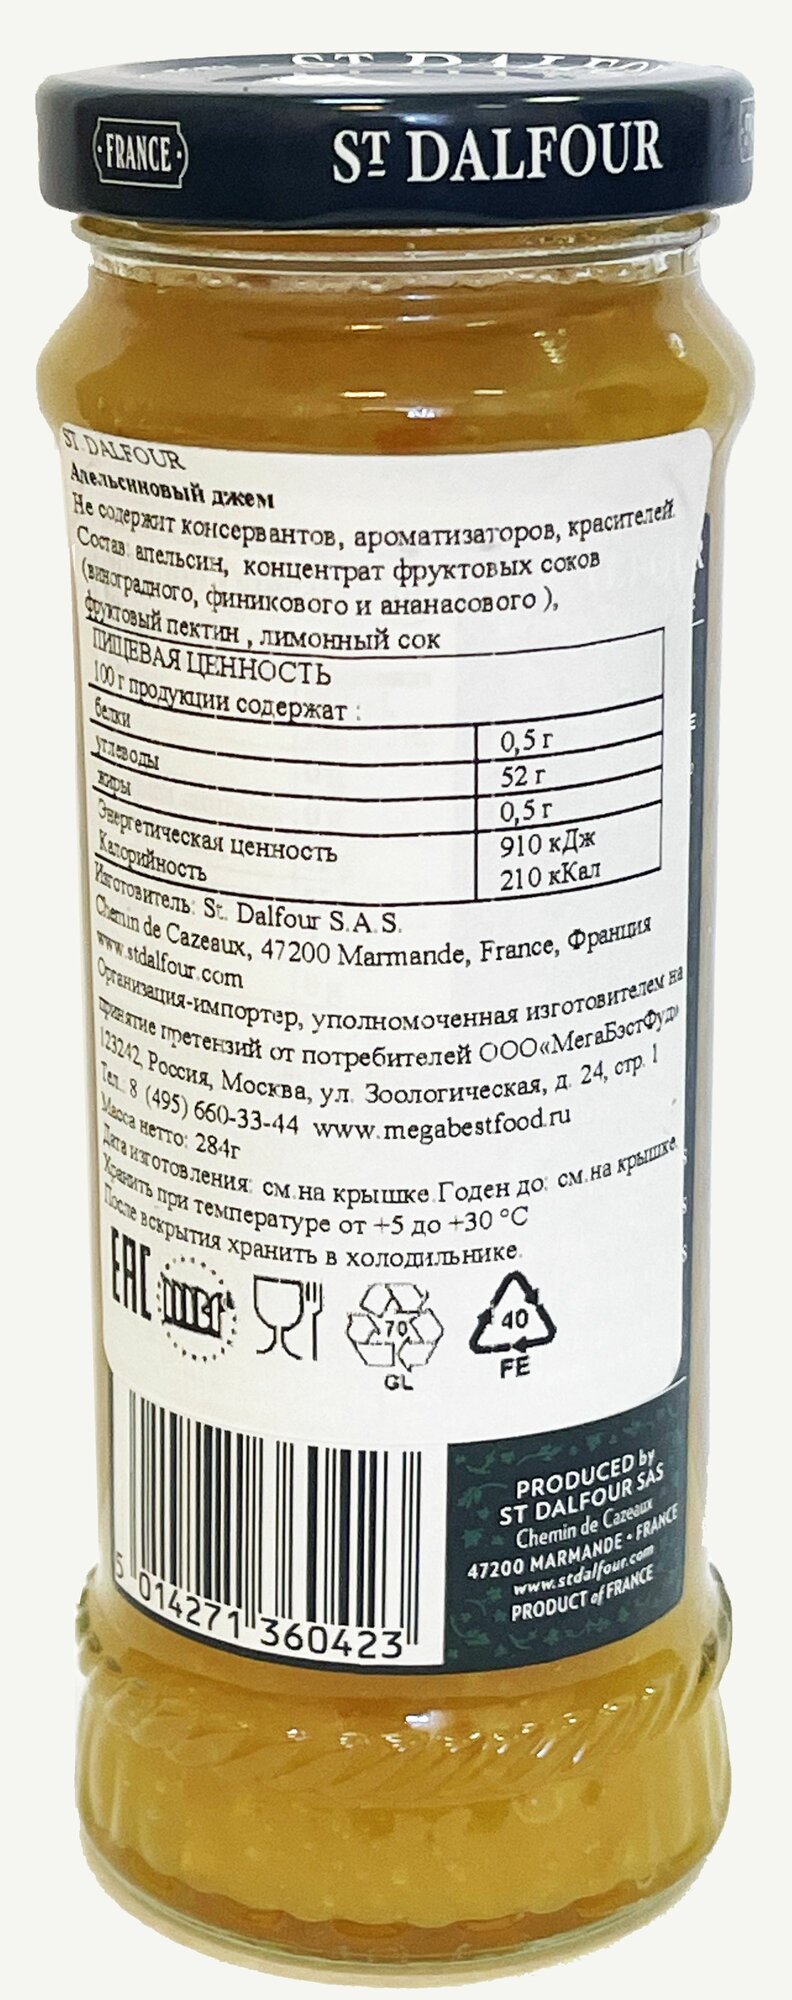 ST DALFOUR
FRANCE
ST DALFOUR
ST. DALFOUR
Апельсиновый джем
Не содержит консервантов, ароматизаторов, красителей.
Состав: апельсин, концентрат фруктовых соков
(виноградного, финикового и ананасового ),
фруктовый пектин , лимонный сок
ПИЩЕВАЯ ЦЕННОСТЬ
100 г продукции содержат :
белки 0,5 г
углеводы 52 г
жиры 0,5 г
Энергетическая ценность 910 кДж
Калорийность 210 кКал
Изготовитель: St. Dalfour S.A.S.
Chemin de Cazeaux, 47200 Marmande, France, Франция
www.stdalfour.com
Организация-импортер, уполномоченная изготовителем на
принятие претензий от потребителей ООО«МегаБэстФуд»
123242, Россия, Москва, ул. Зоологическая, д. 24, стр. 1
Тел.: 8 (495) 660-33-44 www.megabestfood.ru
Масса нетто: 284г
Дата изготовления: см.на крышке.Годен до: см.на крышке.
Хранить при температуре от +5 до +30 °C
После вскрытия хранить в холодильнике.
EAC
70
GL
40
FE
5 014271 360423
PRODUCED by
ST DALFOUR SAS
Chemin de Cazeaux
47200 MARMANDE • FRANCE
www.stdalfour.com
PRODUCT of FRANCE